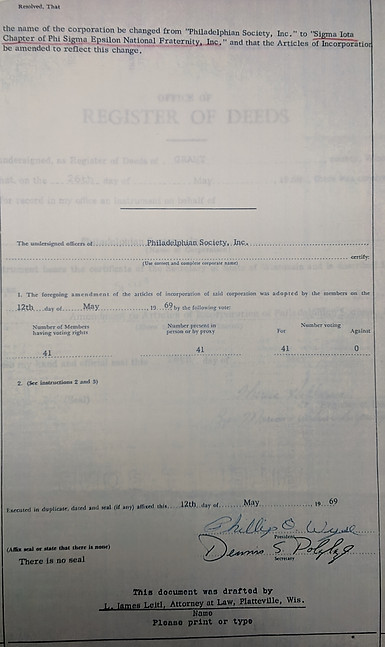 Resolved, That
the name of the corporation be changed from "Philadelphian Society, Inc." to "Sigma Iota
Chapter of Phi Sigma Epsilon National Fraternity, Inc." and that the Articles of Incorporation
be amended to reflect this change.
OFFICE OF
REGISTER OF DEEDS
The undersigned officers of Philadelphian Society, Inc.
certify:
(Use correct and complete corporate name)
1. The foregoing amendment of the articles of incorporation of said corporation was adopted by the members on the
12th day of May 19 69 by the following vote:
Number of Members having voting rights
Number present in person or by proxy
Number voting
For
Against
41
41
41
0
2. (See instructions 2 and 3)
Executed in duplicate, dated and seal (if any) affixed this 12th day of May, 19 69
Phillip O. Wyse
President
(Affix seal or state that there is none)
Dennis S.
Secretary
There is no seal
This document was drafted by
L. James Leitl, Attorney at Law, Platteville, Wis.
Name
Please print or type